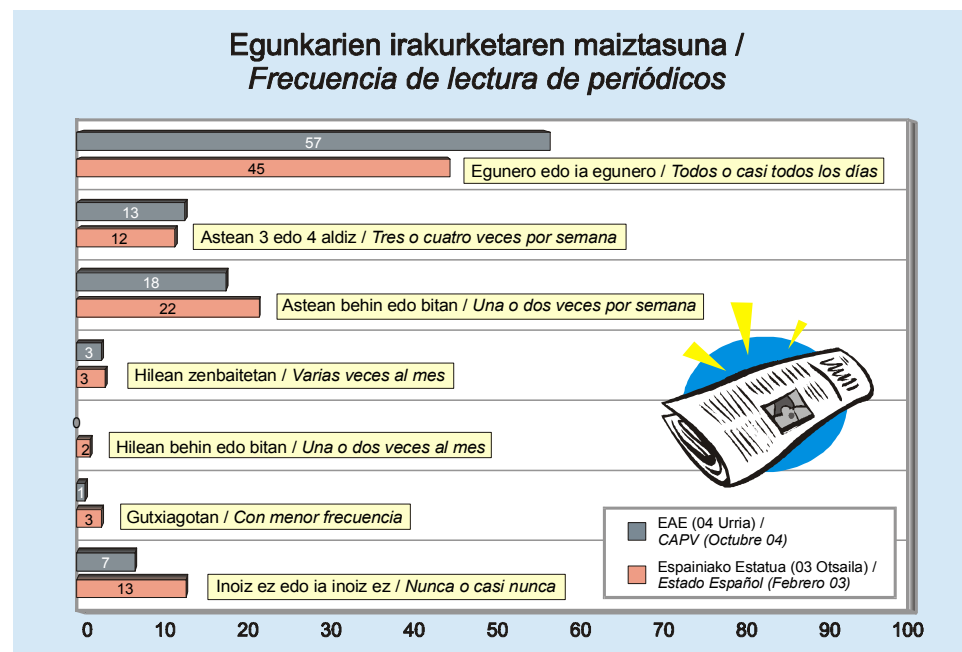 Egunkarien irakurketaren maiztasuna /
Frecuencia de lectura de periódicos
57
45
Egunero edo ia egunero / Todos o casi todos los días
13
12
Astean 3 edo 4 aldiz / Tres o cuatro veces por semana
18
22
Astean behin edo bitan / Una o dos veces por semana
3
3
Hilean zenbaitetan / Varias veces al mes
0
2
Hilean behin edo bitan / Una o dos veces al mes
1
3
Gutxiagotan / Con menor frecuencia
7
13
Inoiz ez edo ia inoiz ez / Nunca o casi nunca
EAE (04 Urria) /
CAPV (Octubre 04)
Espainiako Estatua (03 Otsaila) /
Estado Español (Febrero 03)
0 10 20 30 40 50 60 70 80 90 100